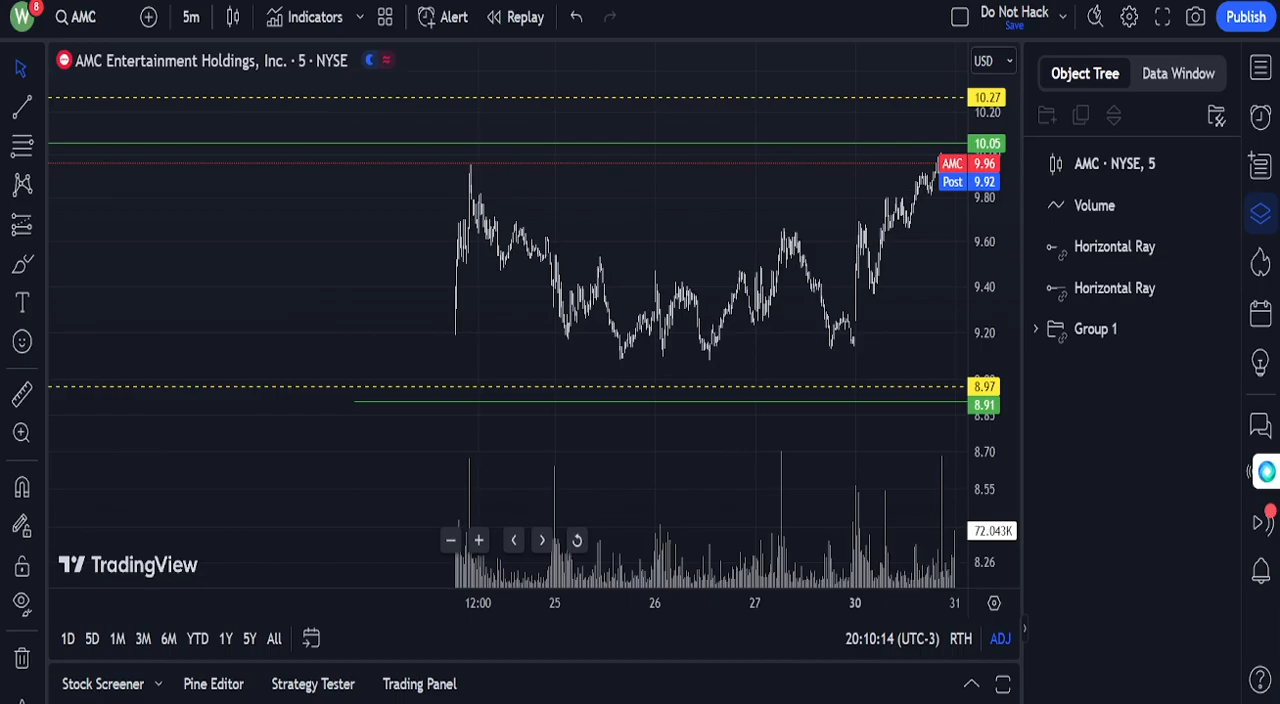 W
8
AMC
5m
Indicators
Alert
Replay
Do Not Hack
Save
Publish
AMC Entertainment Holdings, Inc. · 5 · NYSE
USD
10.27
10.20
10.05
AMC 9.96
Post 9.92
9.80
9.60
9.40
9.20
8.97
8.91
8.70
8.55
72.043K
8.26
TradingView
12:00 25 26 27 30 31
1D 5D 1M 3M 6M YTD 1Y 5Y All
20:10:14 (UTC-3) RTH ADJ
Stock Screener Pine Editor Strategy Tester Trading Panel
Object Tree Data Window
AMC · NYSE, 5
Volume
Horizontal Ray
Horizontal Ray
Group 1